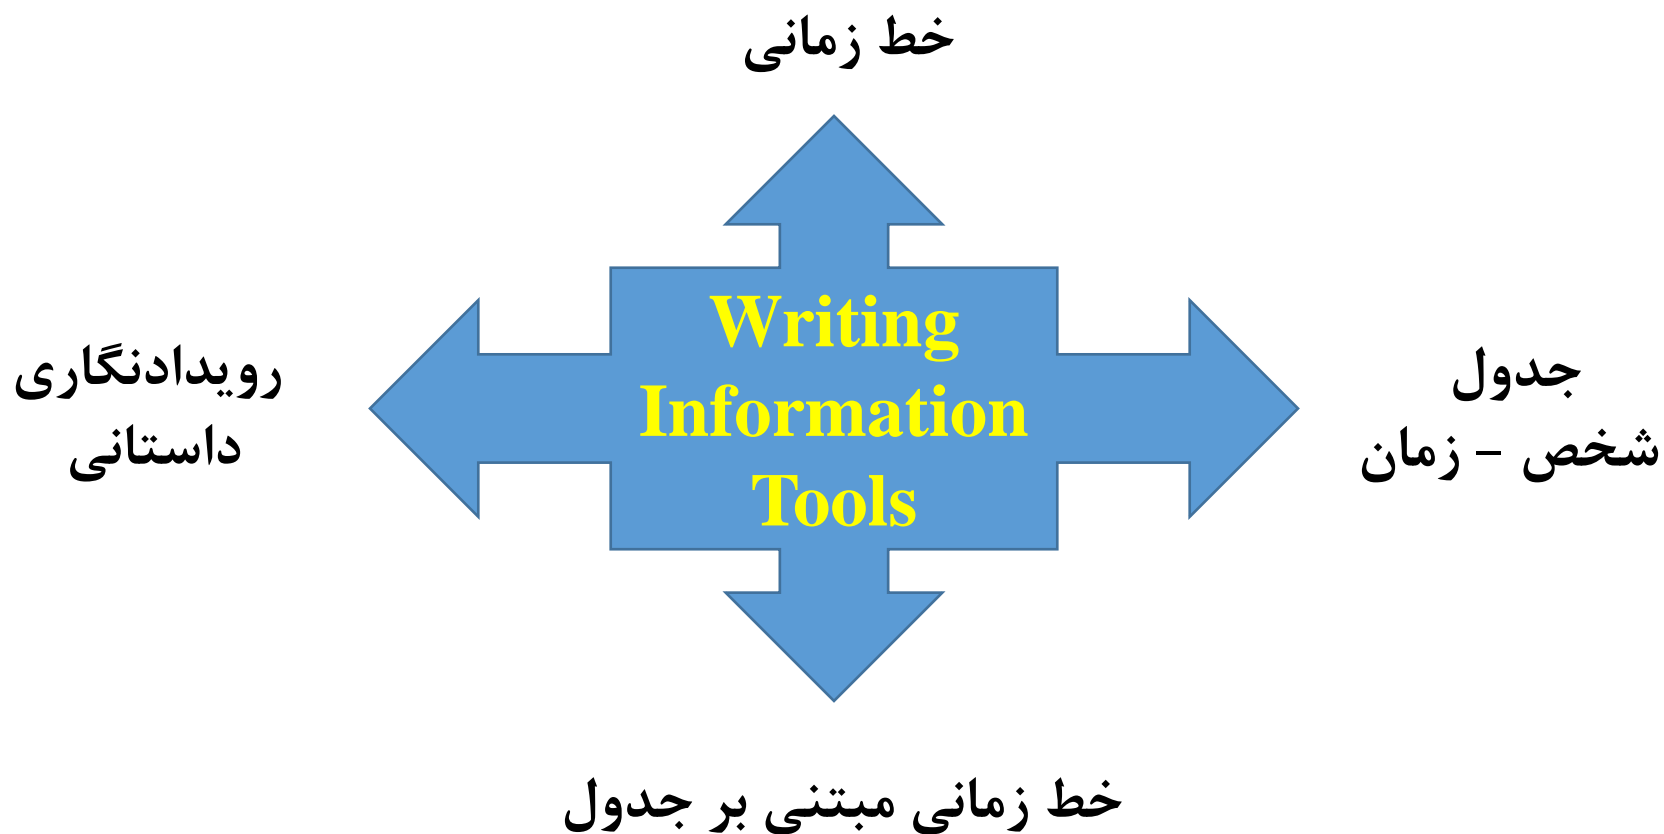 خط زمانی
Writing
Information
Tools
جدول
شخص – زمان
رویدادنگاری
داستانی
خط زمانی مبتنی بر جدول